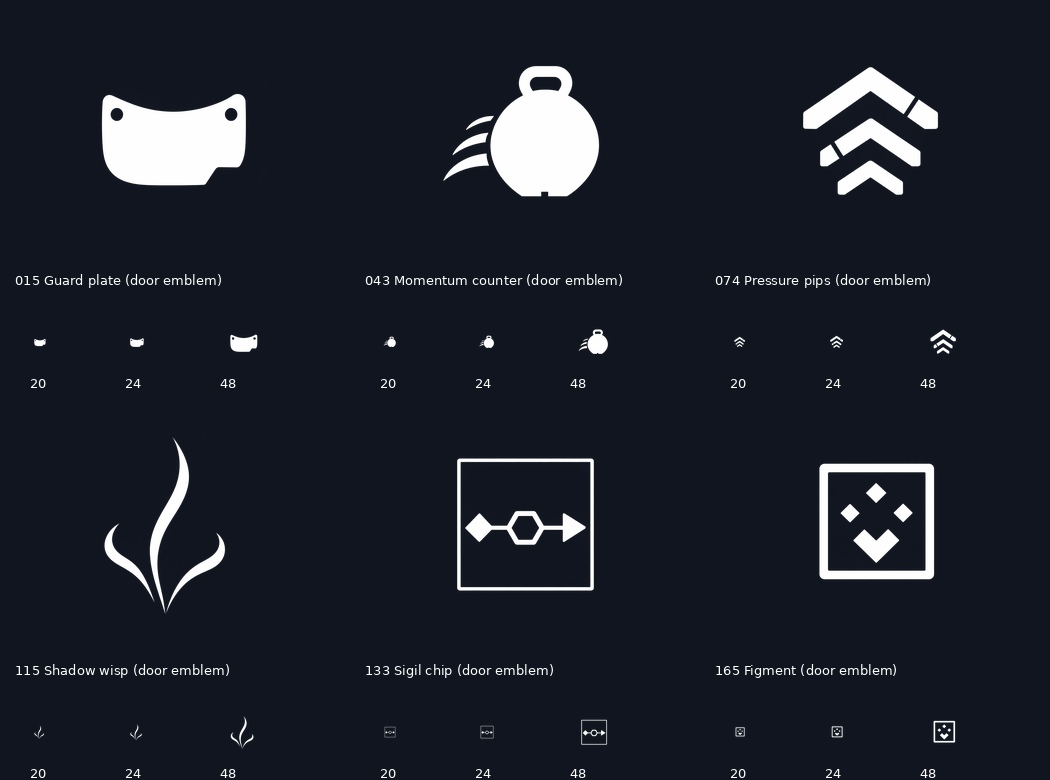 015 Guard plate (door emblem) 043 Momentum counter (door emblem) 074 Pressure pips (door emblem)
20 24 48 20 24 48 20 24 48
115 Shadow wisp (door emblem) 133 Sigil chip (door emblem) 165 Figment (door emblem)
20 24 48 20 24 48 20 24 48